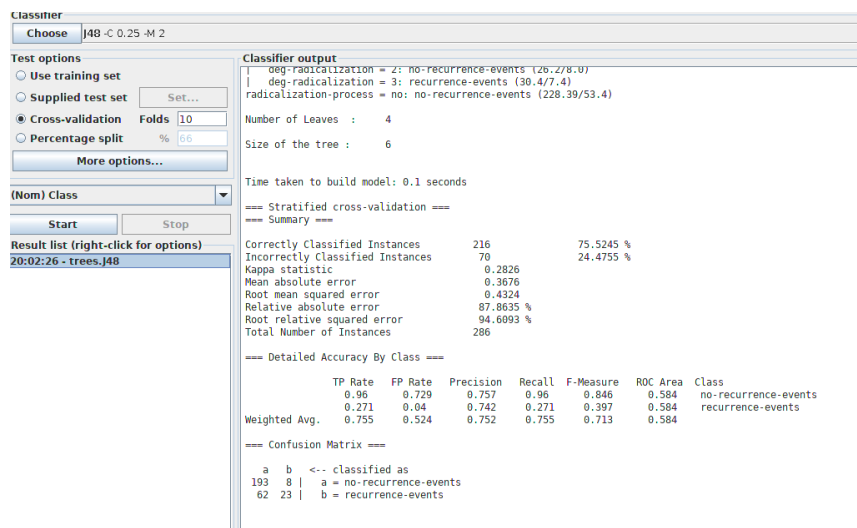 Classifier
Choose J48 -C 0.25 -M 2
Test options
Use training set
Supplied test set Set...
Cross-validation Folds 10
Percentage split % 66
More options...
(Nom) Class
Start Stop
Result list (right-click for options)
20:02:26 - trees.J48
Classifier output
| deg-radicalization = 2: no-recurrence-events (26.2/8.0)
| deg-radicalization = 3: recurrence-events (30.4/7.4)
radicalization-process = no: no-recurrence-events (228.39/53.4)
Number of Leaves : 4
Size of the tree : 6
Time taken to build model: 0.1 seconds
=== Stratified cross-validation ===
=== Summary ===
Correctly Classified Instances 216 75.5245 %
Incorrectly Classified Instances 70 24.4755 %
Kappa statistic 0.2826
Mean absolute error 0.3676
Root mean squared error 0.4324
Relative absolute error 87.8635 %
Root relative squared error 94.6093 %
Total Number of Instances 286
=== Detailed Accuracy By Class ===
TP Rate FP Rate Precision Recall F-Measure ROC Area Class
0.96 0.729 0.757 0.96 0.846 0.584 no-recurrence-events
0.271 0.04 0.742 0.271 0.397 0.584 recurrence-events
Weighted Avg. 0.755 0.524 0.752 0.755 0.713 0.584
=== Confusion Matrix ===
a b <-- classified as
193 8 | a = no-recurrence-events
62 23 | b = recurrence-events